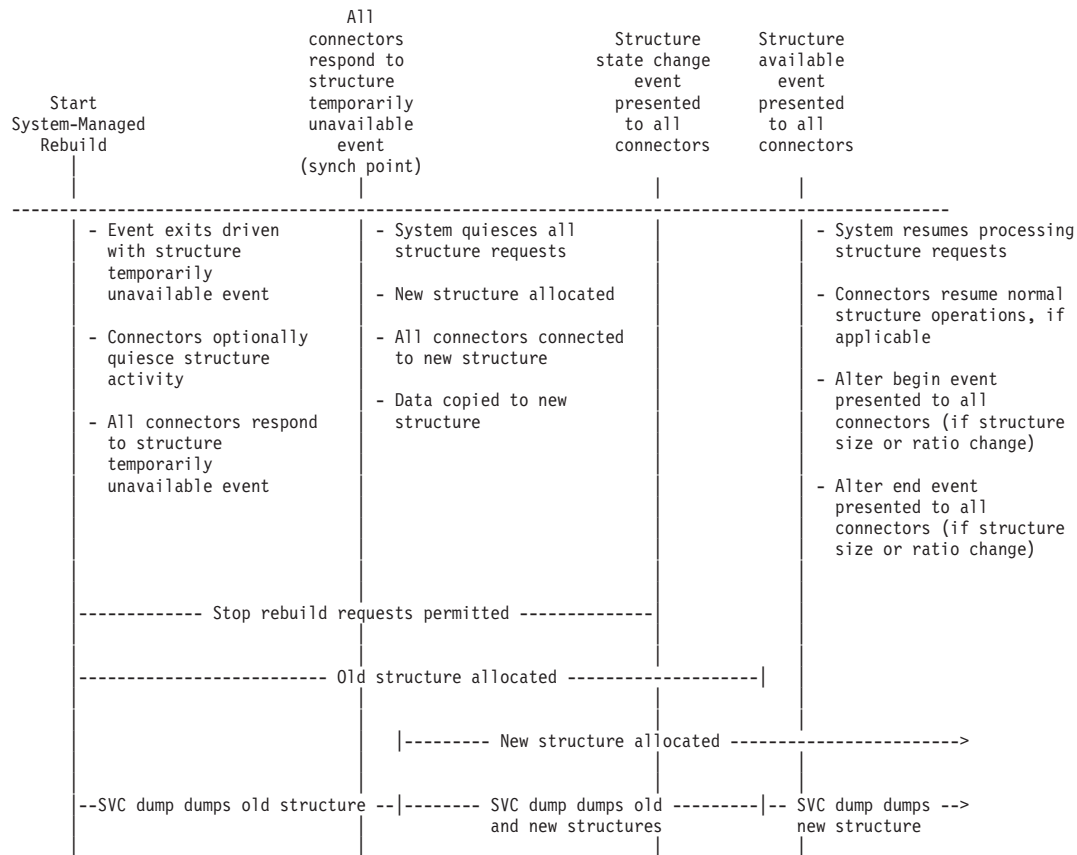 All
connectors
respond to
structure
temporarily
unavailable
event
(synch point)
Structure
state change
event
presented
to all
connectors
Structure
available
event
presented
to all
connectors
Start
System-Managed
Rebuild
- Event exits driven
with structure
temporarily
unavailable event
- Connectors optionally
quiesce structure
activity
- All connectors respond
to structure
temporarily
unavailable event
- System quiesces all
structure requests
- New structure allocated
- All connectors connected
to new structure
- Data copied to new
structure
- System resumes processing
structure requests
- Connectors resume normal
structure operations, if
applicable
- Alter begin event
presented to all
connectors (if structure
size or ratio change)
- Alter end event
presented to all
connectors (if structure
size or ratio change)
Stop rebuild requests permitted
Old structure allocated
New structure allocated
SVC dump dumps old structure
SVC dump dumps old
and new structures
SVC dump dumps
new structure